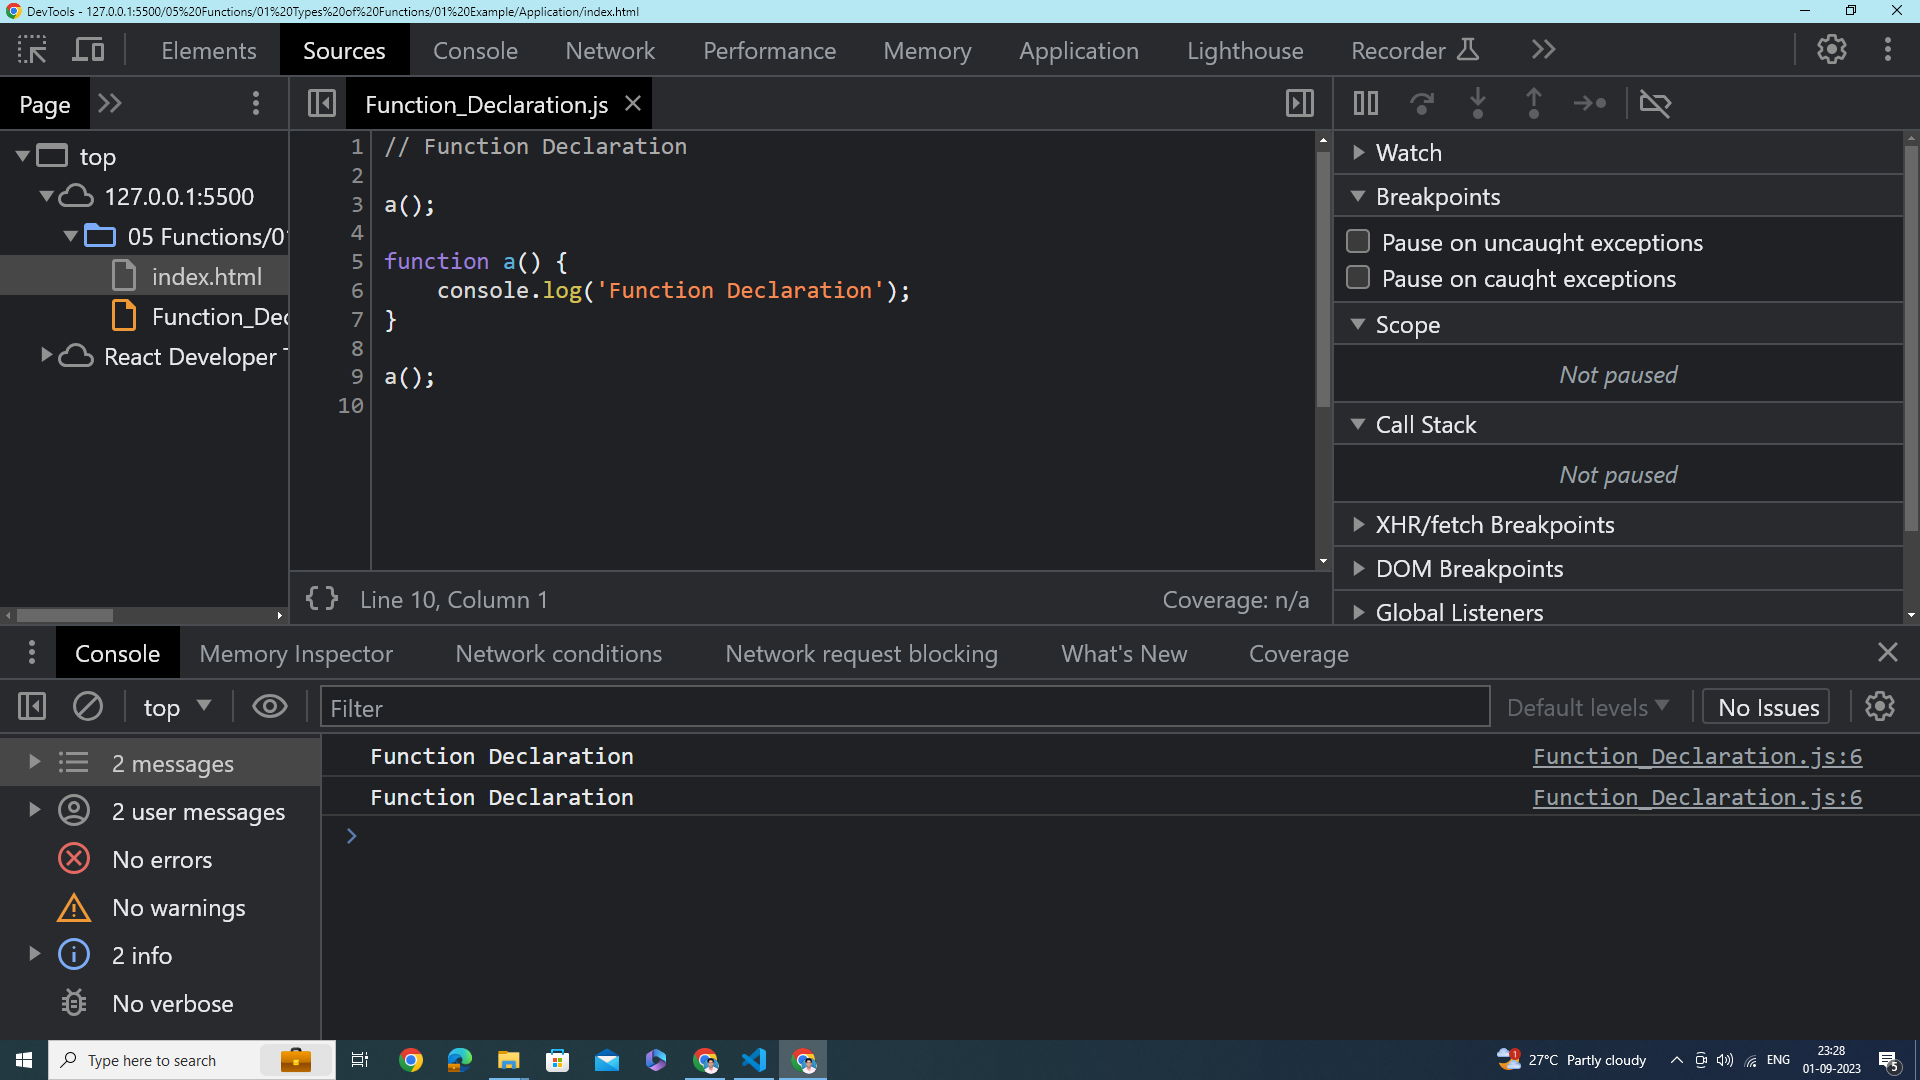 DevTools - 127.0.0.1:5500/05%20Functions/01%20Types%20of%20Functions/01%20Example/Application/index.html
Elements Sources Console Network Performance Memory Application Lighthouse Recorder
Page
Function_Declaration.js
top
127.0.0.1:5500
05 Functions/01
index.html
Function_Dec
React Developer T
1 // Function Declaration
2
3 a();
4
5 function a() {
6 console.log('Function Declaration');
7 }
8
9 a();
10
{} Line 10, Column 1
Coverage: n/a
Watch
Breakpoints
Pause on uncaught exceptions
Pause on caught exceptions
Scope
Not paused
Call Stack
Not paused
XHR/fetch Breakpoints
DOM Breakpoints
Global Listeners
Console Memory Inspector Network conditions Network request blocking What's New Coverage
top
Filter
Default levels
No Issues
2 messages
2 user messages
No errors
No warnings
2 info
No verbose
Function Declaration Function_Declaration.js:6
Function Declaration Function_Declaration.js:6
Type here to search
1
27°C Partly cloudy
ENG
23:28
01-09-2023
5